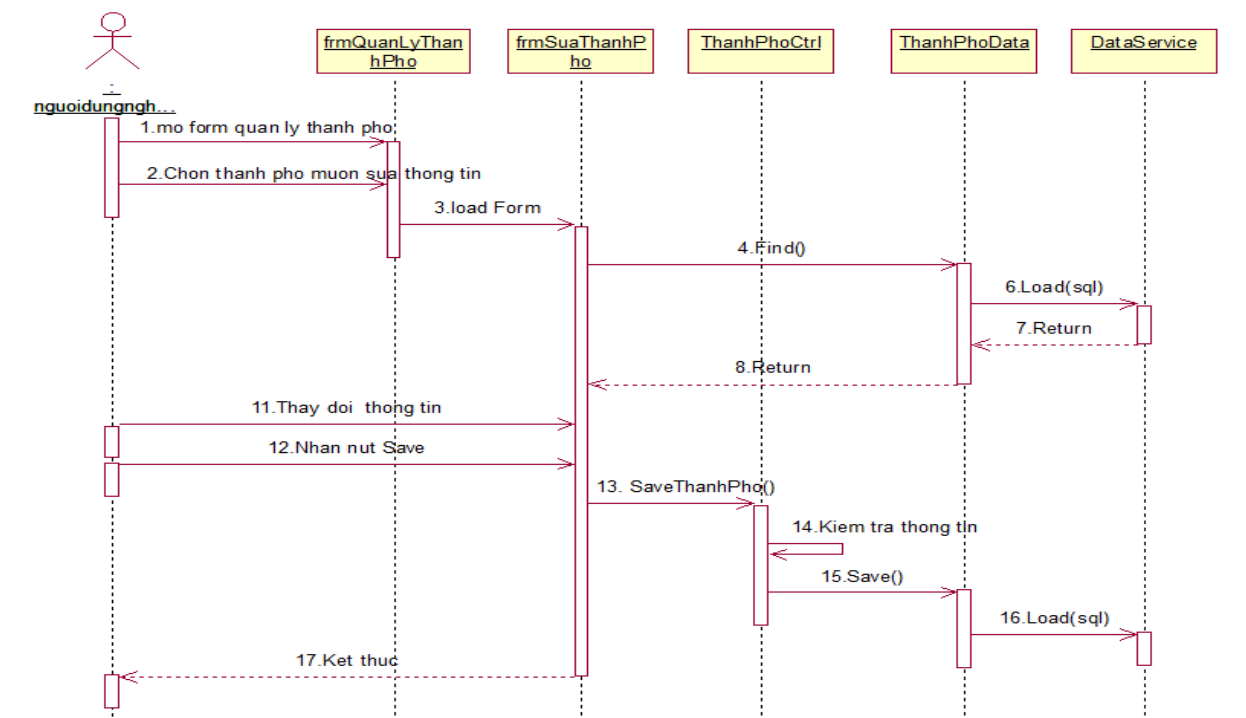 frmQuanLyThan
hPho
frmSuaThanhP
ho
ThanhPhoCtrl
ThanhPhoData
DataService
:
nguoidungngh...
1.mo form quan ly thanh pho
2.Chon thanh pho muon sua thong tin
3.load Form
4.Find()
6.Load(sql)
7.Return
8.Return
11.Thay doi thong tin
12.Nhan nut Save
13. SaveThanhPho()
14.Kiem tra thong tIn
15.Save()
16.Load(sql)
17.Ket thuc